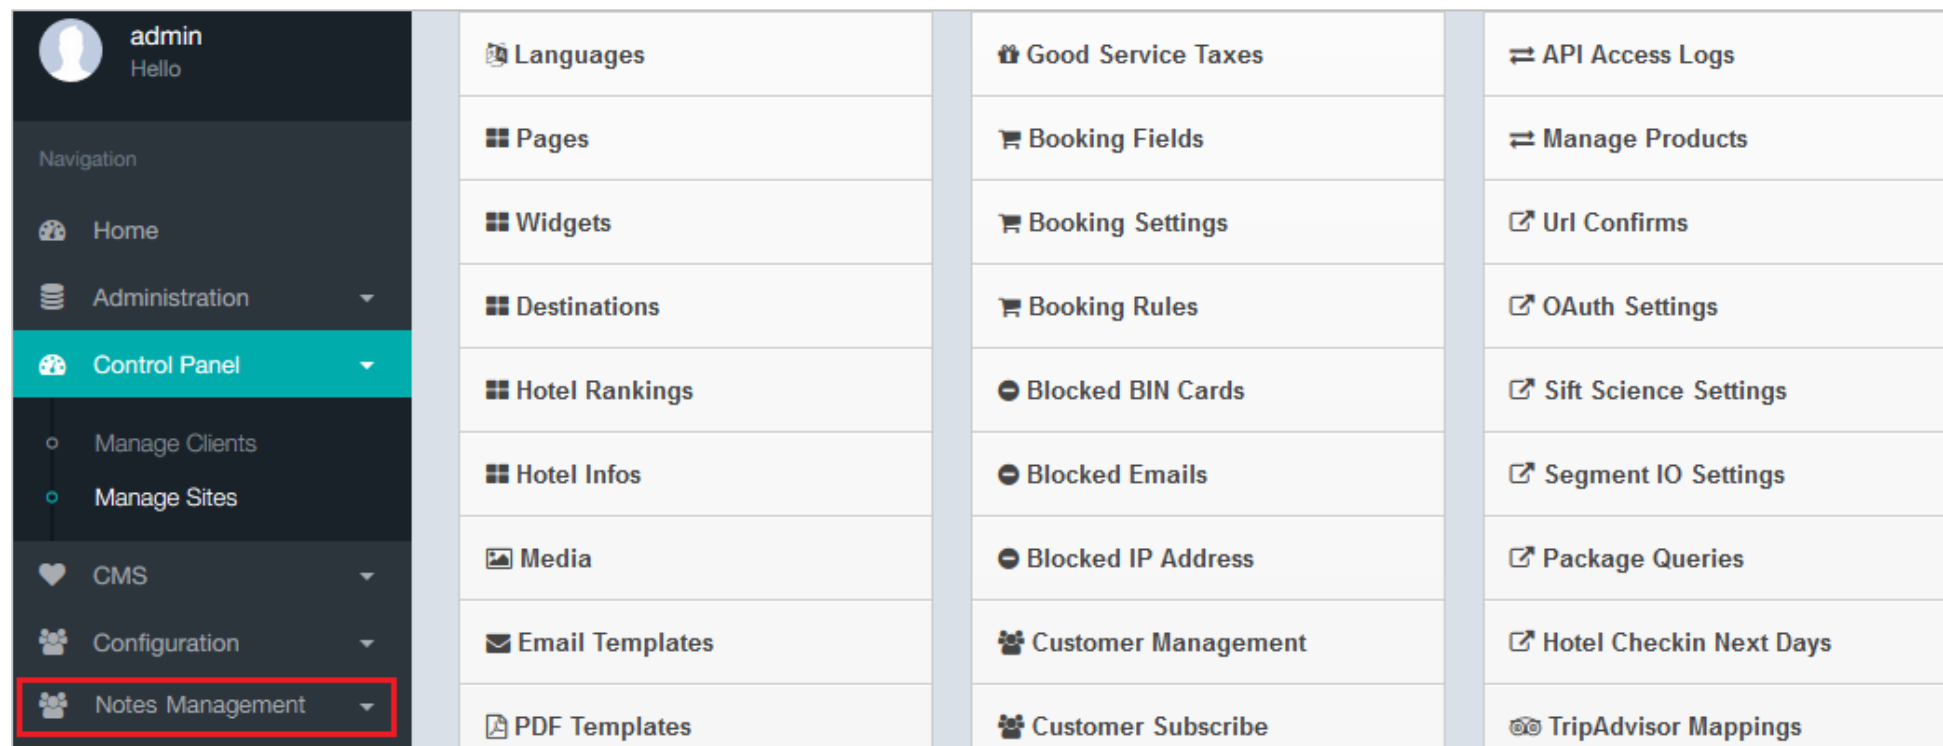 admin
Hello
Navigation
Home
Administration
Control Panel
Manage Clients
Manage Sites
CMS
Configuration
Notes Management
Languages
Pages
Widgets
Destinations
Hotel Rankings
Hotel Infos
Media
Email Templates
PDF Templates
Good Service Taxes
Booking Fields
Booking Settings
Booking Rules
Blocked BIN Cards
Blocked Emails
Blocked IP Address
Customer Management
Customer Subscribe
API Access Logs
Manage Products
Url Confirms
OAuth Settings
Sift Science Settings
Segment IO Settings
Package Queries
Hotel Checkin Next Days
TripAdvisor Mappings